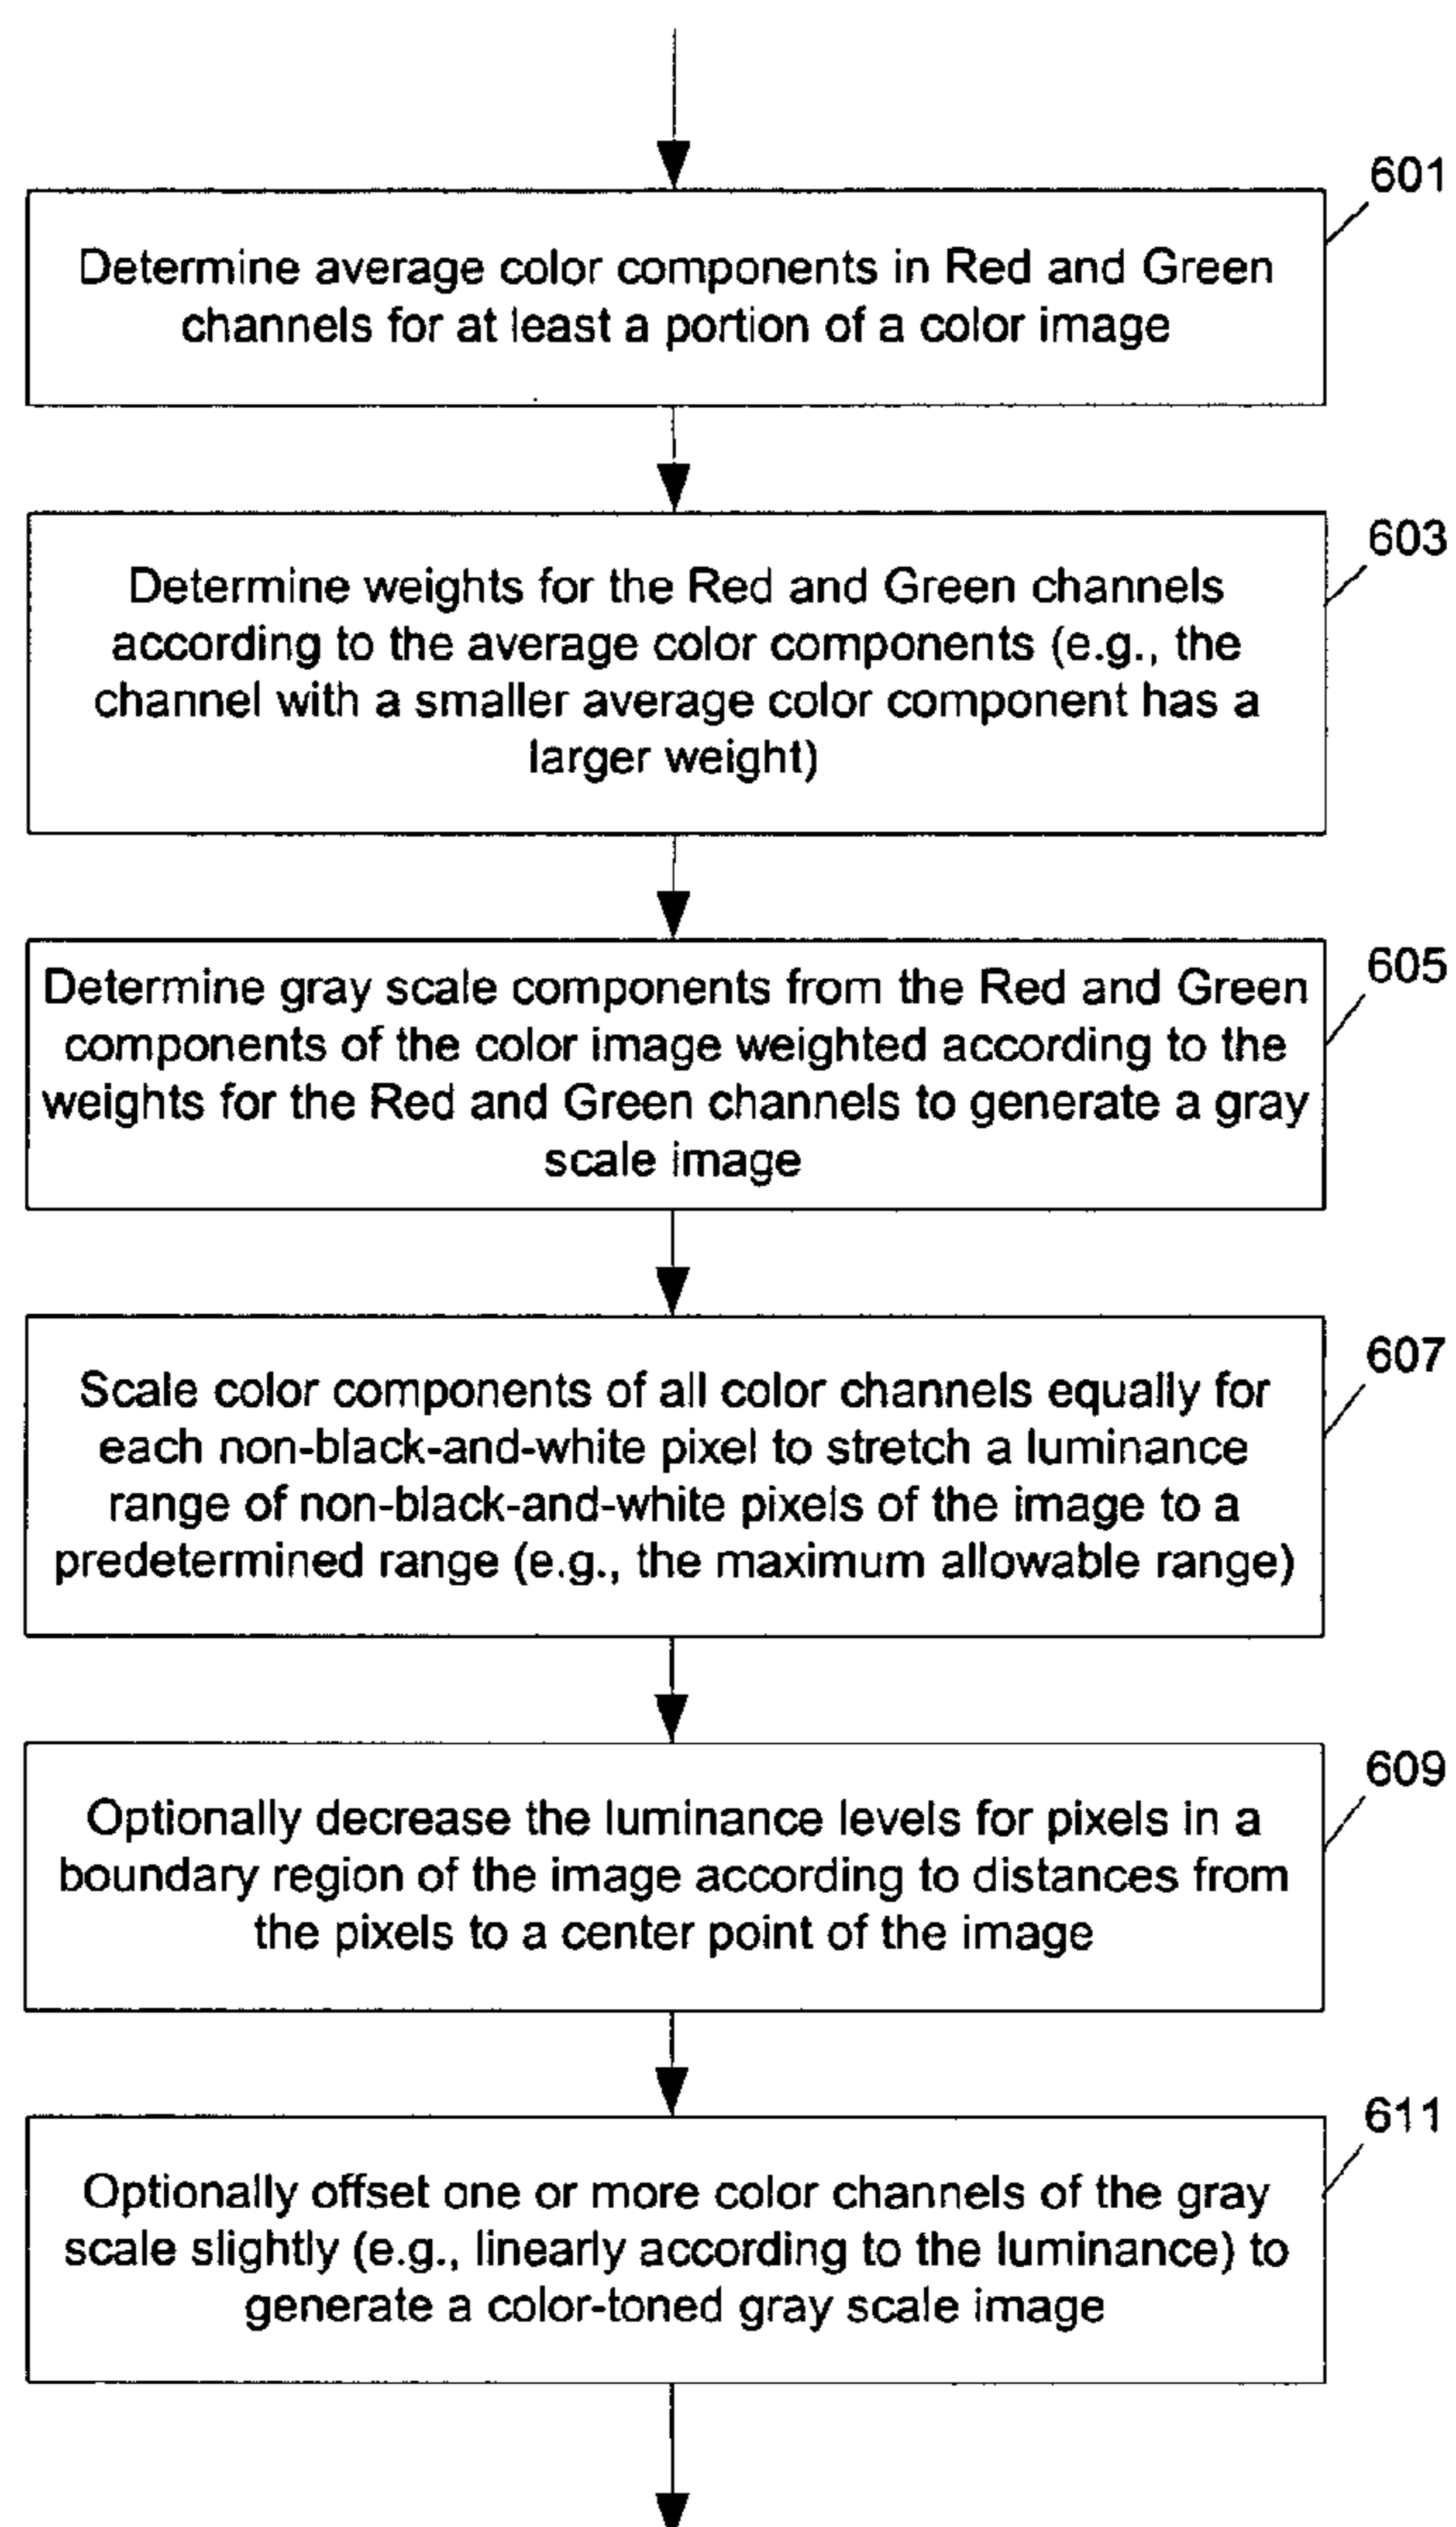 601
Determine average color components in Red and Green
channels for at least a portion of a color image
603
Determine weights for the Red and Green channels
according to the average color components (e.g., the
channel with a smaller average color component has a
larger weight)
605
Determine gray scale components from the Red and Green
components of the color image weighted according to the
weights for the Red and Green channels to generate a gray
scale image
607
Scale color components of all color channels equally for
each non-black-and-white pixel to stretch a luminance
range of non-black-and-white pixels of the image to a
predetermined range (e.g., the maximum allowable range)
609
Optionally decrease the luminance levels for pixels in a
boundary region of the image according to distances from
the pixels to a center point of the image
611
Optionally offset one or more color channels of the gray
scale slightly (e.g., linearly according to the luminance) to
generate a color-toned gray scale image